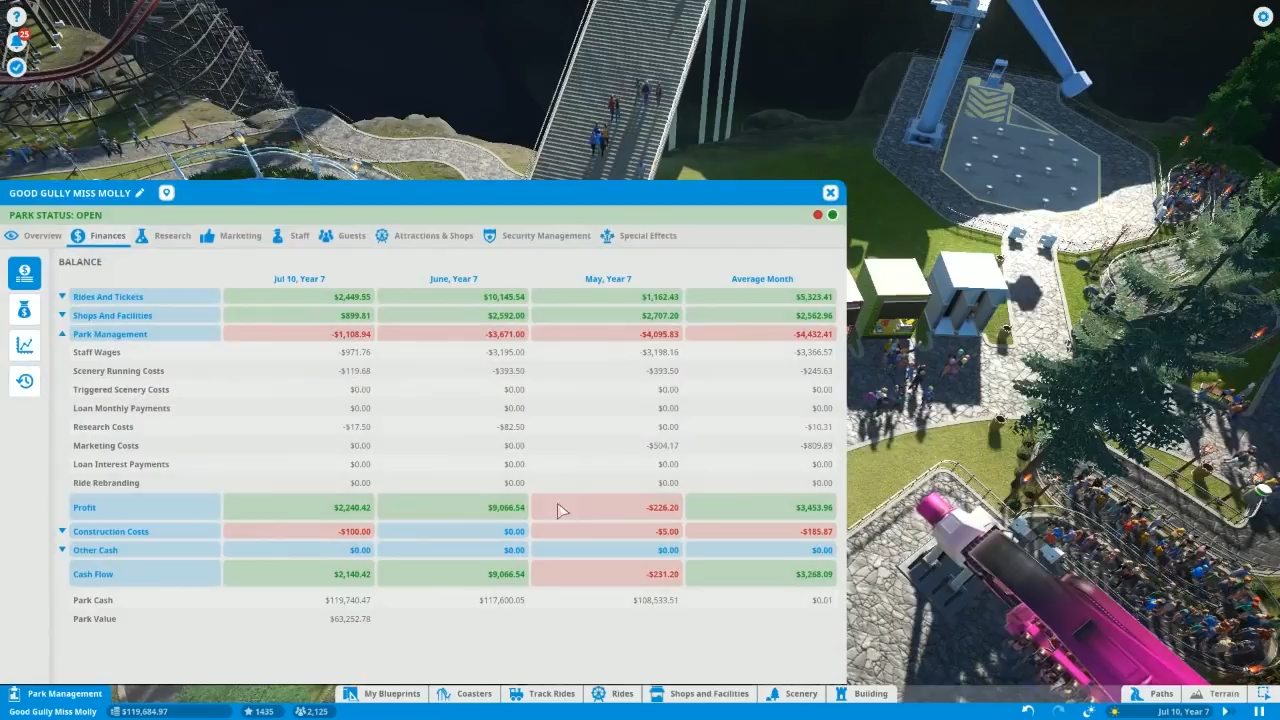 ?
25
GOOD GULLY MISS MOLLY
PARK STATUS: OPEN
Overview Finances Research Marketing Staff Guests Attractions & Shops Security Management Special Effects
BALANCE
Jul 10, Year 7 June, Year 7 May, Year 7 Average Month
Rides And Tickets $2,449.55 $10,145.54 $1,162.43 $5,323.41
Shops And Facilities $899.81 $2,592.00 $2,707.20 $2,562.96
Park Management -$1,108.94 -$3,671.00 -$4,095.83 -$4,432.41
Staff Wages -$971.76 -$3,195.00 -$3,198.16 -$3,366.57
Scenery Running Costs -$119.68 -$393.50 -$393.50 -$245.63
Triggered Scenery Costs $0.00 $0.00 $0.00 $0.00
Loan Monthly Payments $0.00 $0.00 $0.00 $0.00
Research Costs -$17.50 -$82.50 $0.00 -$10.31
Marketing Costs $0.00 $0.00 -$504.17 -$809.89
Loan Interest Payments $0.00 $0.00 $0.00 $0.00
Ride Rebranding $0.00 $0.00 $0.00 $0.00
Profit $2,240.42 $9,066.54 -$226.20 $3,453.96
Construction Costs -$100.00 $0.00 -$5.00 -$185.87
Other Cash $0.00 $0.00 $0.00 $0.00
Cash Flow $2,140.42 $9,066.54 -$231.20 $3,268.09
Park Cash $119,740.47 $117,600.05 $108,533.51 $0.01
Park Value $63,252.78
Park Management My Blueprints Coasters Track Rides Rides Shops and Facilities Scenery Building Paths Terrain
Good Gully Miss Molly $119,684.97 1435 2,125 Jul 10, Year 7